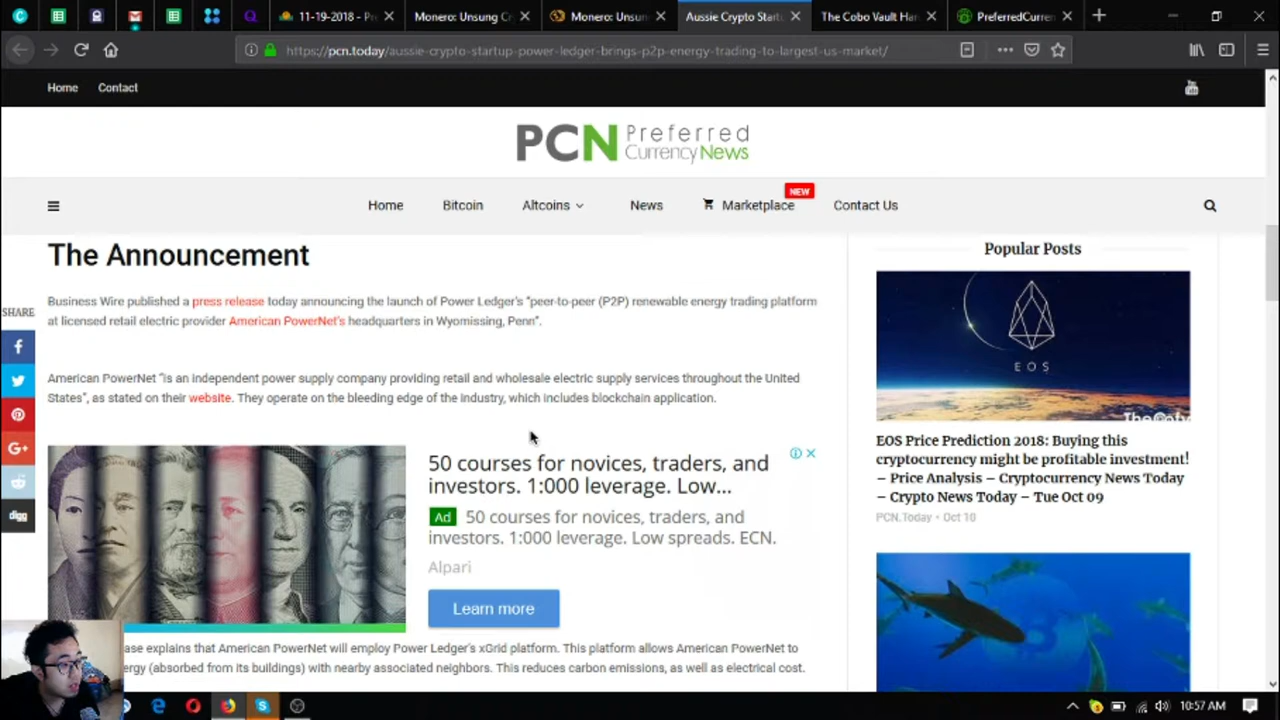 11-19-2018 - Pr
Monero: Unsung Cr
Monero: Unsun
Aussie Crypto Start
The Cobo Vault Har
PreferredCurren
https://pcn.today/aussie-crypto-startup-power-ledger-brings-p2p-energy-trading-to-largest-us-market/
Home Contact
PCN Preferred
Currency News
NEW
Home Bitcoin Altcoins News Marketplace Contact Us
The Announcement
Business Wire published a press release today announcing the launch of Power Ledger's "peer-to-peer (P2P) renewable energy trading platform
at licensed retail electric provider American PowerNet's headquarters in Wyomissing, Penn".
SHARE
American PowerNet "is an independent power supply company providing retail and wholesale electric supply services throughout the United
States", as stated on their website. They operate on the bleeding edge of the industry, which includes blockchain application.
50 courses for novices, traders, and
investors. 1:000 leverage. Low...
Ad 50 courses for novices, traders, and
investors. 1:000 leverage. Low spreads. ECN.
Alpari
Learn more
digg
ase explains that American PowerNet will employ Power Ledger's xGrid platform. This platform allows American PowerNet to
ergy (absorbed from its buildings) with nearby associated neighbors. This reduces carbon emissions, as well as electrical cost.
Popular Posts
EOS
EOS Price Prediction 2018: Buying this
cryptocurrency might be profitable investment!
– Price Analysis – Cryptocurrency News Today
– Crypto News Today – Tue Oct 09
PCN.Today • Oct 10
10:57 AM